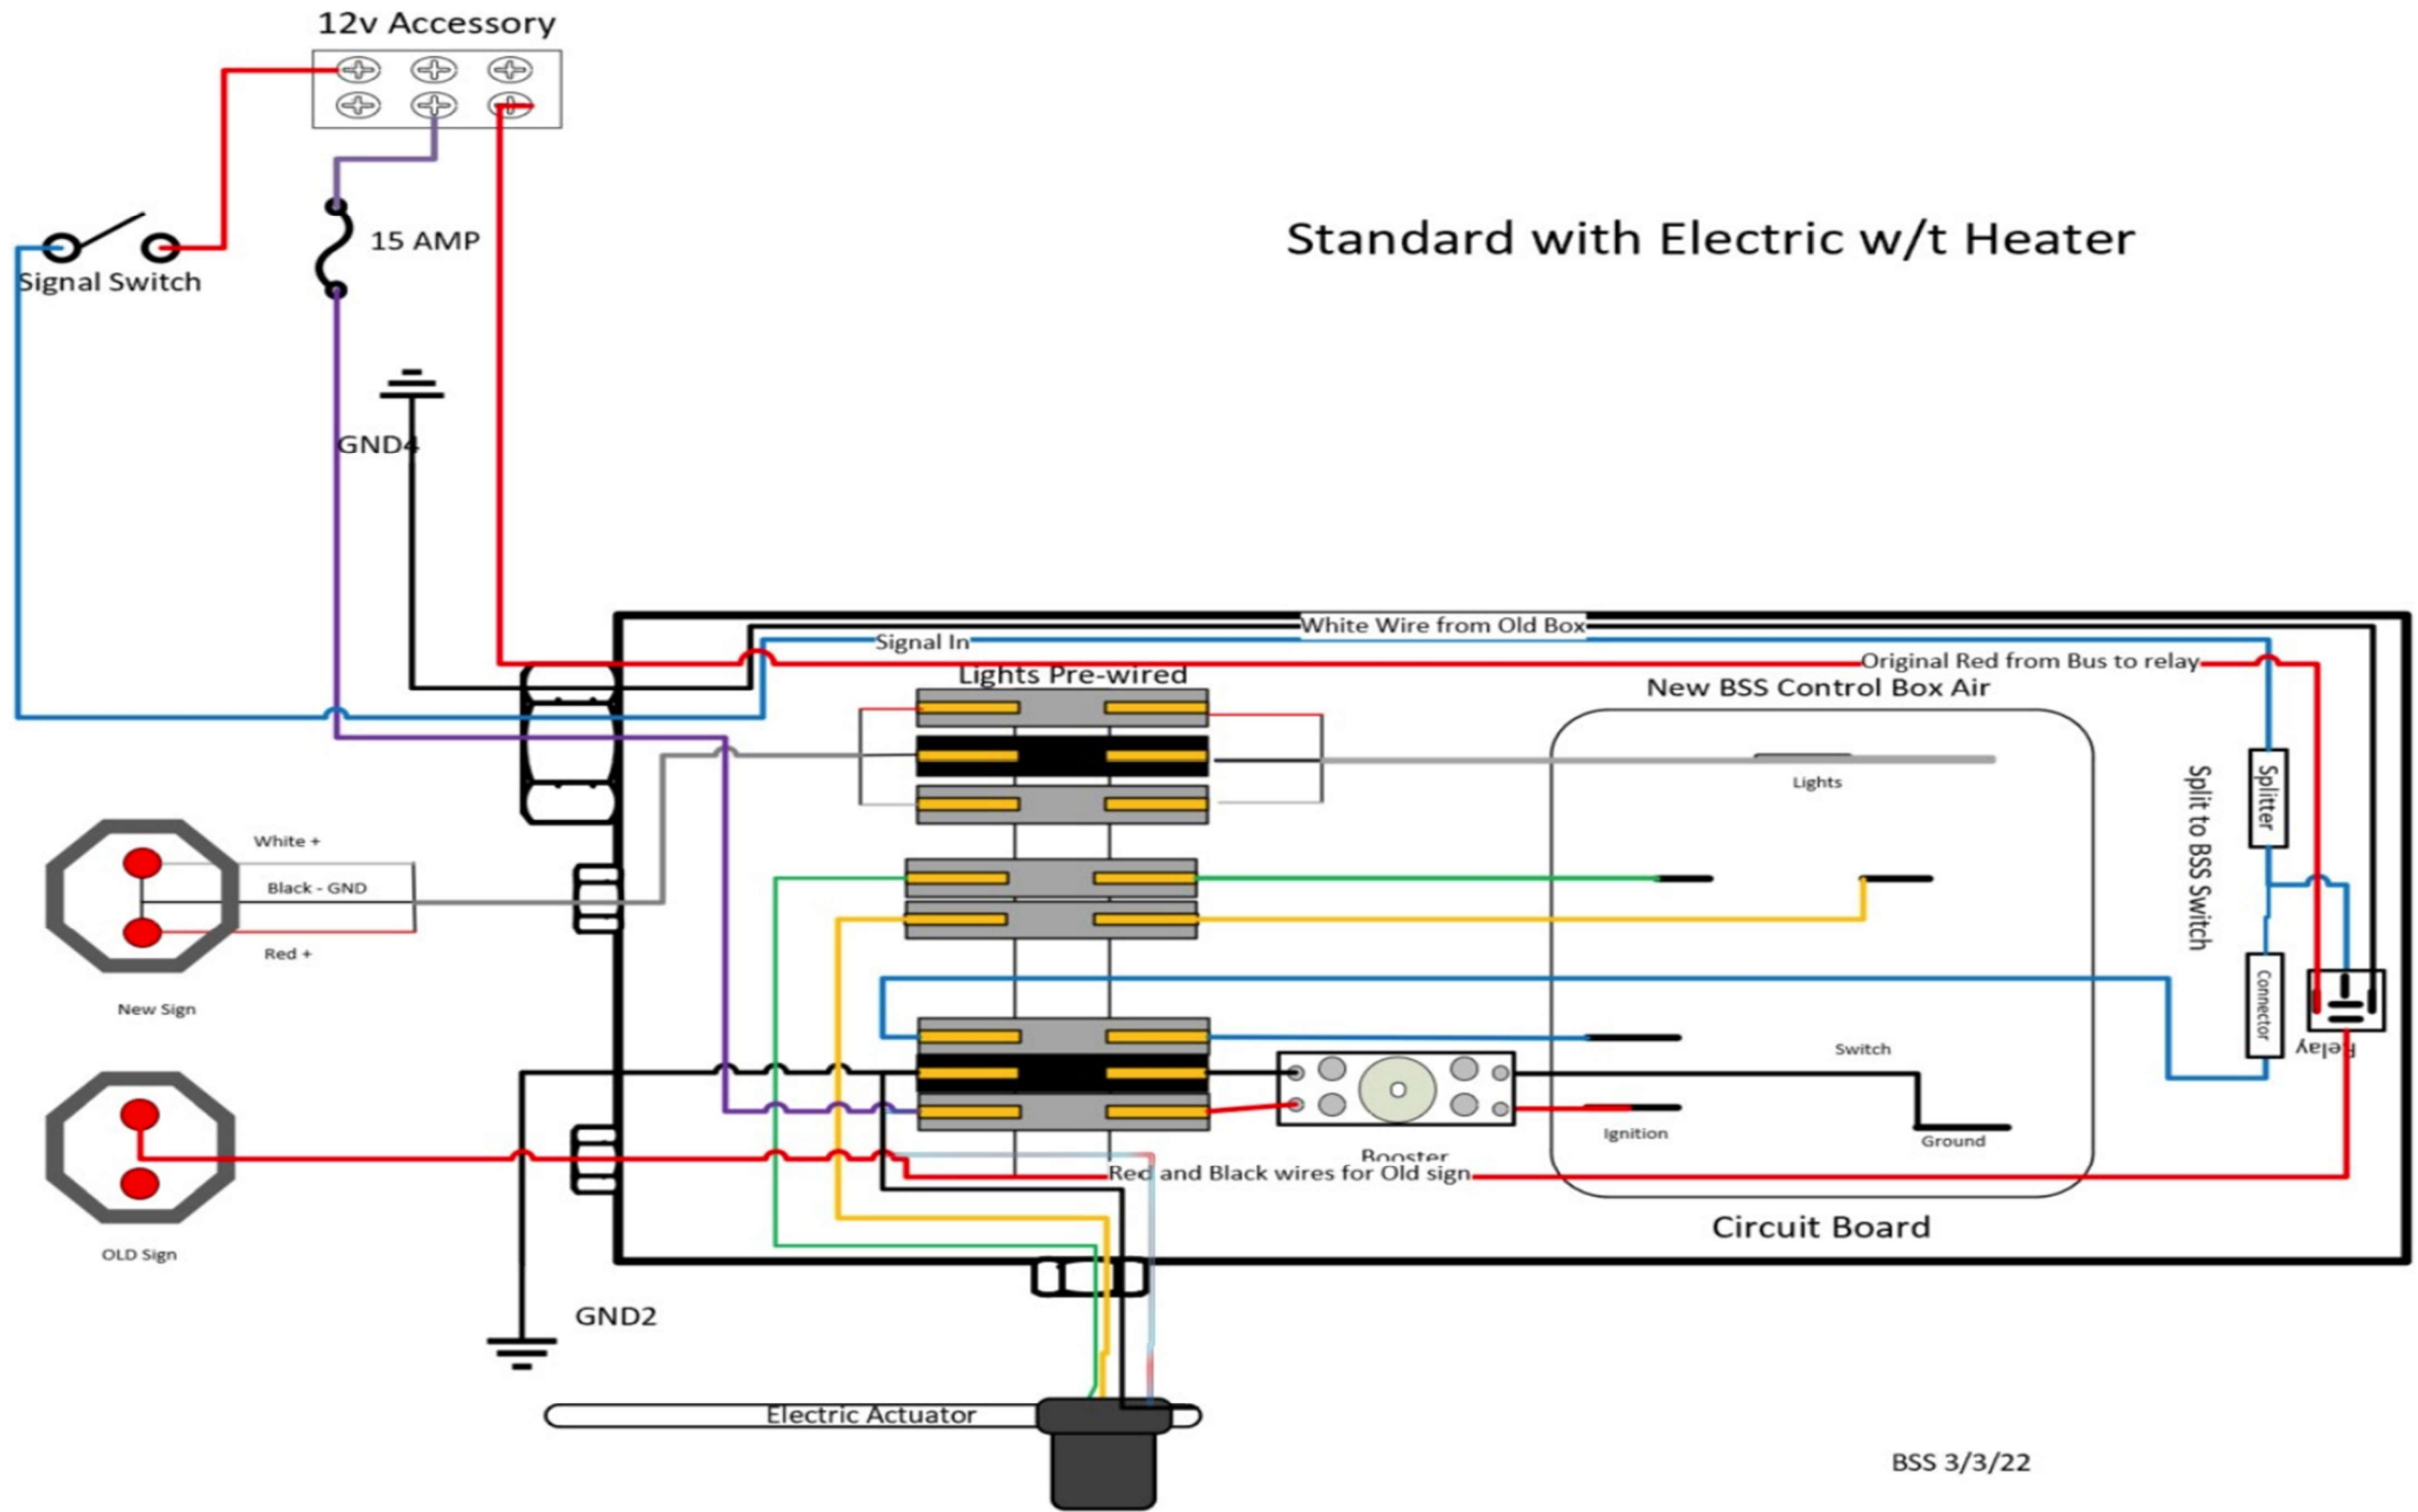 12v Accessory
15 AMP
Signal Switch
Standard with Electric w/t Heater
GND4
White Wire from Old Box
Signal In
Original Red from Bus to relay
Lights Pre-wired
New BSS Control Box Air
Lights
Splitter
Split to BSS Switch
White +
Black - GND
Red +
New Sign
Connector
Relay
Switch
Ignition
Ground
Booster
Red and Black wires for Old sign
Circuit Board
OLD Sign
GND2
Electric Actuator
BSS 3/3/22